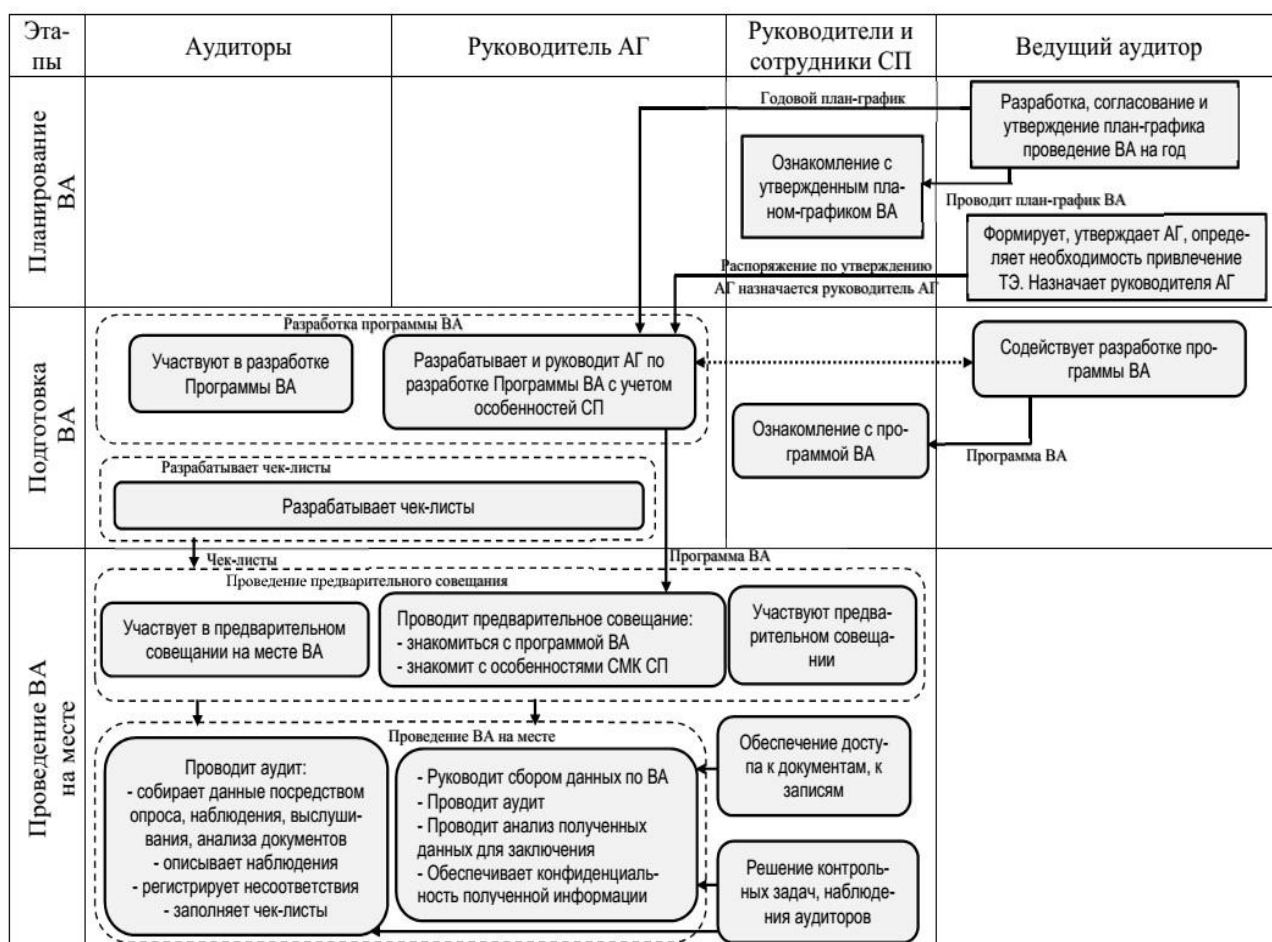 Эта-
пы
Аудиторы
Руководитель АГ
Руководители и
сотрудники СП
Ведущий аудитор
Планирование
ВА
Годовой план-график
Разработка, согласование и
утверждение план-графика
проведение ВА на год
Ознакомление с
утвержденным пла-
ном-графиком ВА
Проводит план-график ВА
Формирует, утверждает АГ, опреде-
ляет необходимость привлечение
ТЭ. Назначает руководителя АГ
Распоряжение по утверждению
АГ назначается руководитель АГ
Подготовка
ВА
Разработка программы ВА
Участвуют в разработке
Программы ВА
Разрабатывает и руководит АГ по
разработке Программы ВА с учетом
особенностей СП
Содействует разработке про-
граммы ВА
Ознакомление с про-
граммой ВА
Программа ВА
Разрабатывает чек-листы
Разрабатывает чек-листы
Проведение ВА
на месте
Чек-листы
Программа ВА
Проведение предварительного совещания
Участвует в предварительном
совещании на месте ВА
Проводит предварительное совещание:
- знакомиться с программой ВА
- знакомит с особенностями СМК СП
Участвуют предва-
рительном совеща-
нии
Проведение ВА на месте
Проводит аудит:
- собирает данные посредством
опроса, наблюдения, выслуши-
вания, анализа документов
- описывает наблюдения
- регистрирует несоответствия
- заполняет чек-листы
- Руководит сбором данных по ВА
- Проводит аудит
- Проводит анализ полученных
данных для заключения
- Обеспечивает конфиденциаль-
ность полученной информации
Обеспечение досту-
па к документам, к
записям
Решение контроль-
ных задач, наблюде-
ния аудиторов